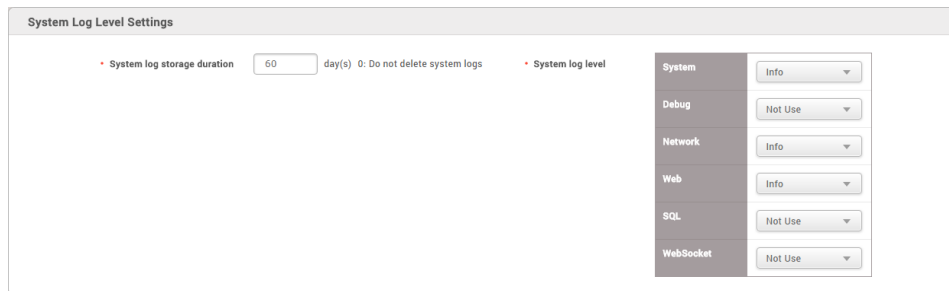 System Log Level Settings
• System log storage duration 60 day(s) 0: Do not delete system logs • System log level
System Info
Debug Not Use
Network Info
Web Info
SQL Not Use
WebSocket Not Use